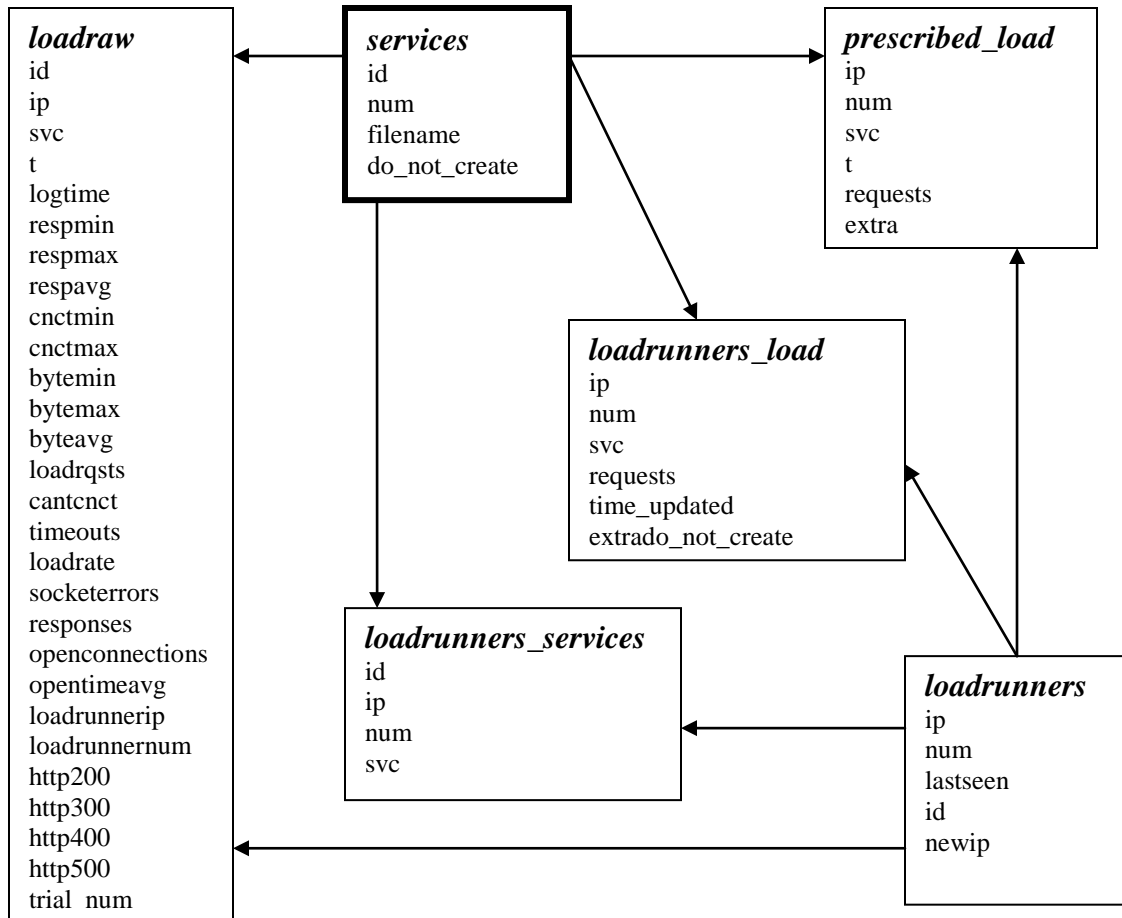 loadraw
id
ip
svc
t
logtime
respmin
respmax
respavg
cnctmin
cnctmax
bytemin
bytemax
byteavg
loadrqsts
cantcnct
timeouts
loadrate
socketerrors
responses
openconnections
opentimeavg
loadrunnerip
loadrunnernum
http200
http300
http400
http500
trial_num
services
id
num
filename
do_not_create
prescribed_load
ip
num
svc
t
requests
extra
loadrunners_load
ip
num
svc
requests
time_updated
extrado_not_create
loadrunners_services
id
ip
num
svc
loadrunners
ip
num
lastseen
id
newip